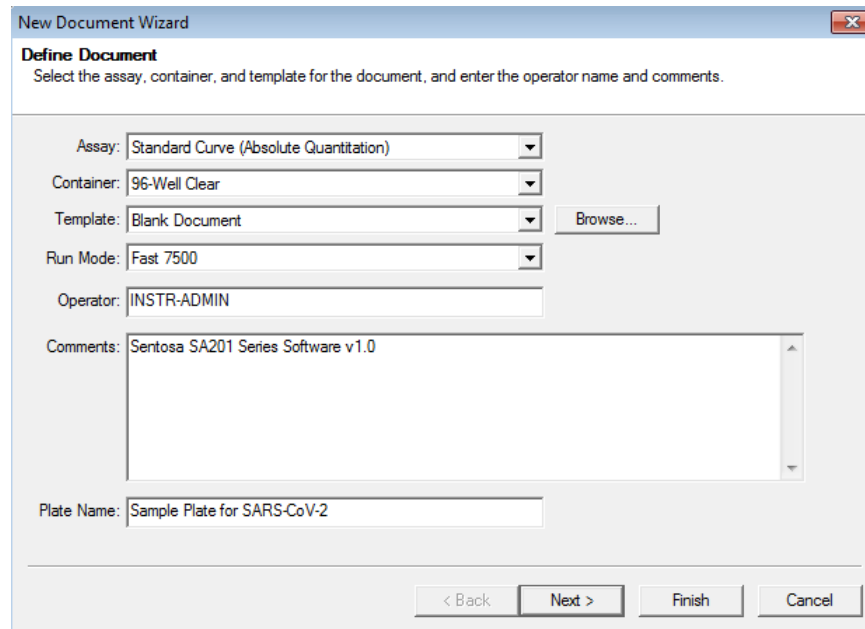 New Document Wizard
Define Document
Select the assay, container, and template for the document, and enter the operator name and comments.
Assay: Standard Curve (Absolute Quantitation)
Container: 96-Well Clear
Template: Blank Document Browse...
Run Mode: Fast 7500
Operator: INSTR-ADMIN
Comments: Sentosa SA201 Series Software v1.0
Plate Name: Sample Plate for SARS-CoV-2
< Back Next > Finish Cancel